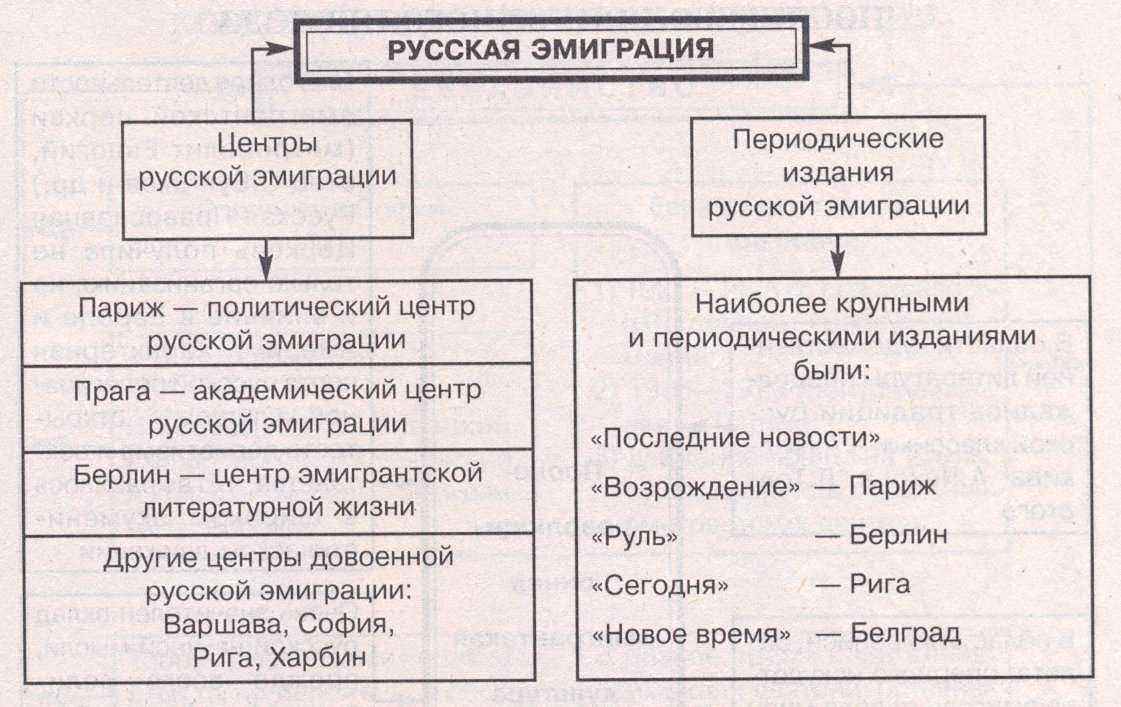 РУССКАЯ ЭМИГРАЦИЯ
Центры
русской эмиграции
Париж — политический центр
русской эмиграции
Прага — академический центр
русской эмиграции
Берлин — центр эмигрантской
литературной жизни
Другие центры довоенной
русской эмиграции:
Варшава, София,
Рига, Харбин
Периодические
издания
русской эмиграции
Наиболее крупными
и периодическими изданиями
были:
«Последние новости»
«Возрождение» — Париж
«Руль» — Берлин
«Сегодня» — Рига
«Новое время» — Белград